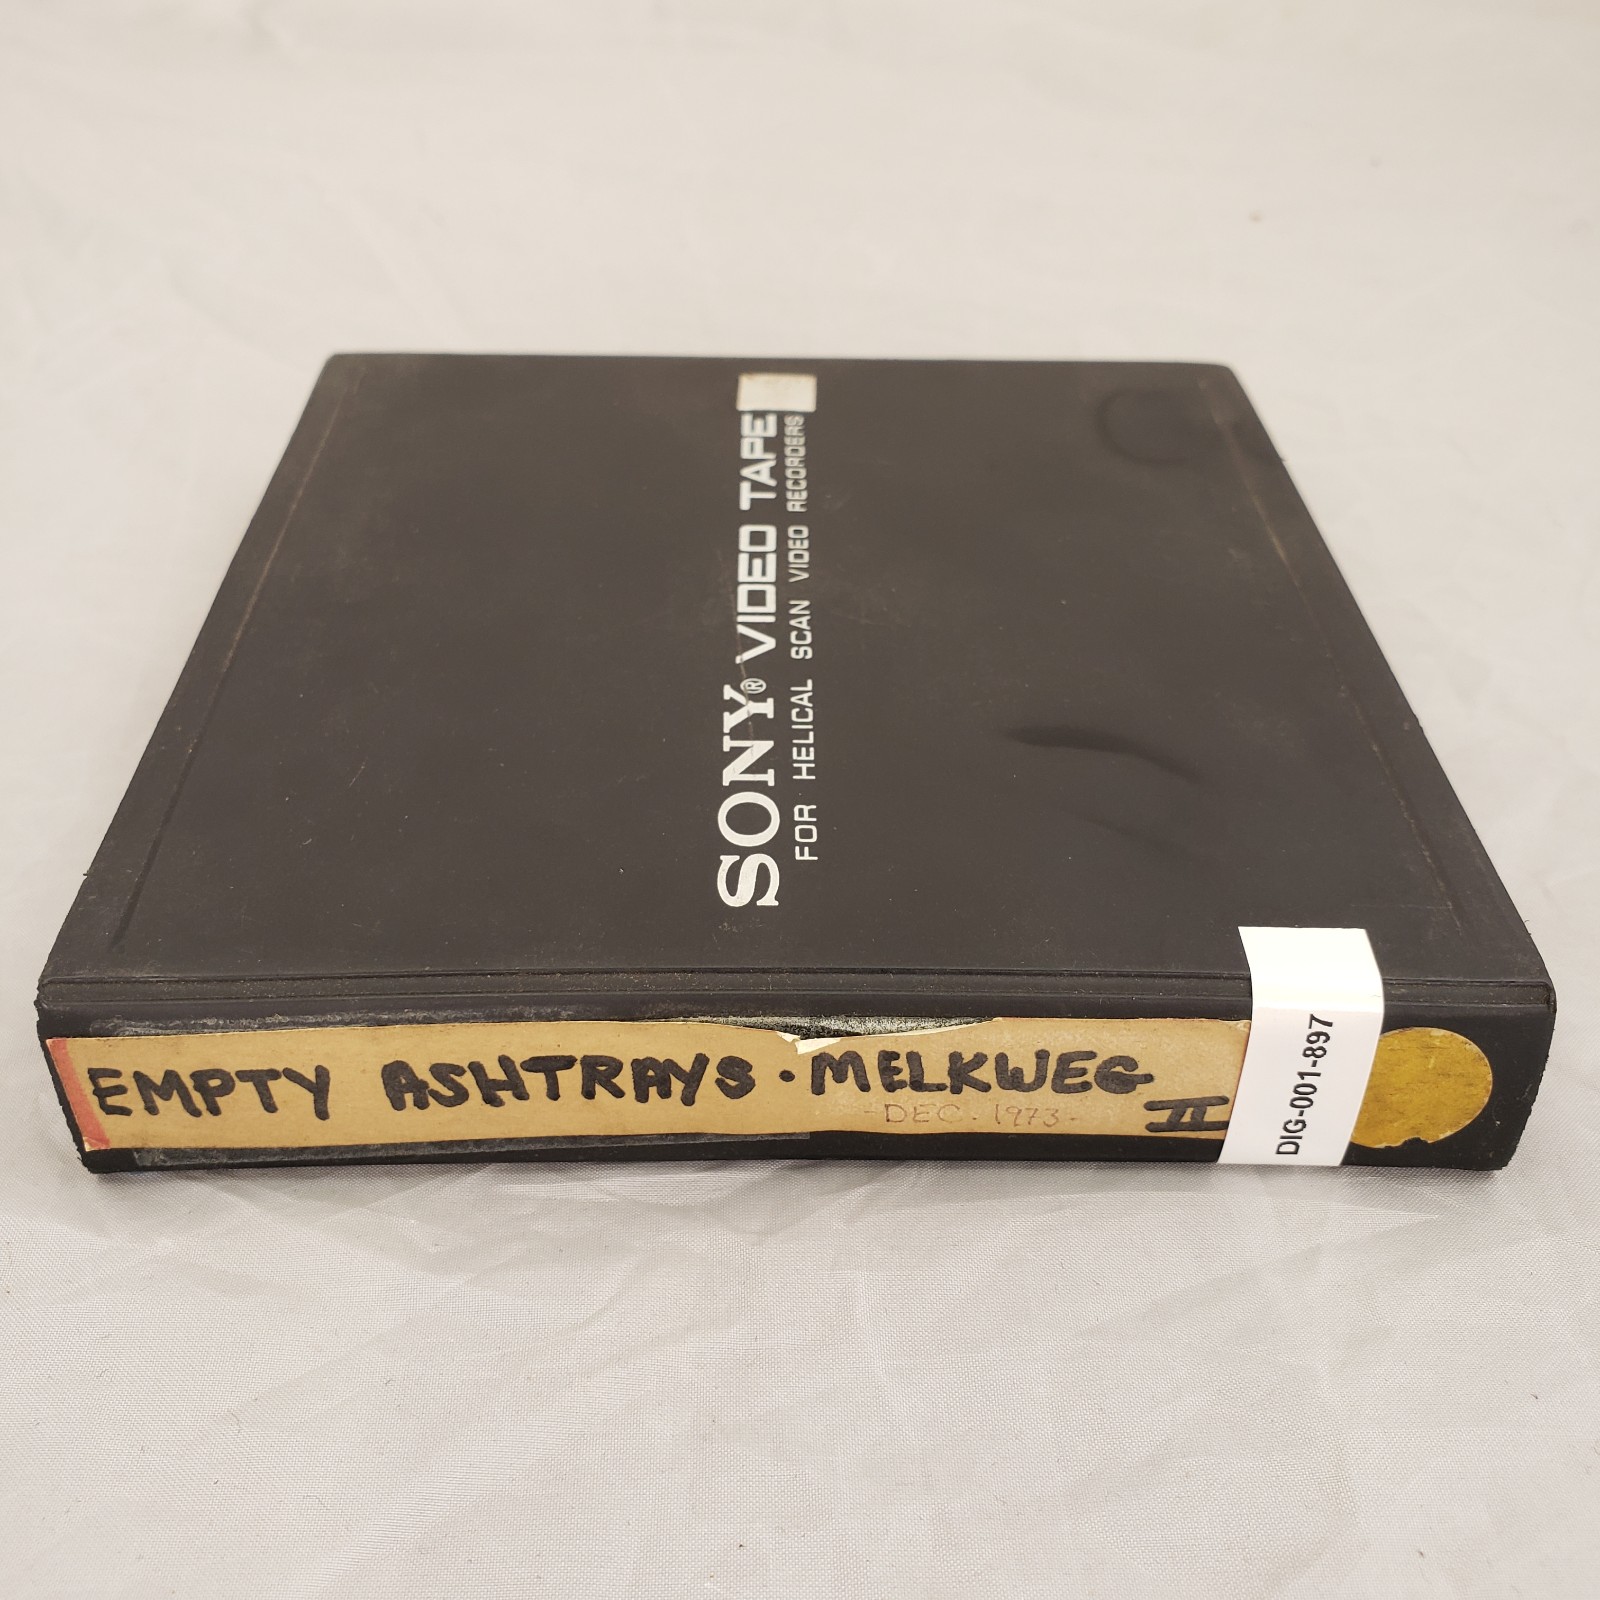 SONY® VIDEO TAPE
FOR HELICAL SCAN VIDEO RECORDERS
EMPTY ASHTRAYS · MELKWEG
-DEC. 1973-
II
DIG-001-897